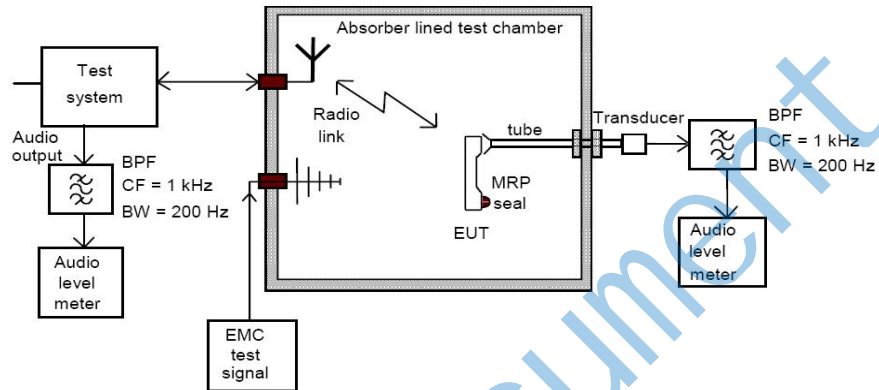 Absorber lined test chamber
Test
system
Radio
link
Audio
output
BPF
CF = 1 kHz
BW = 200 Hz
Audio
level
meter
EMC
test
signal
tube
MRP
seal
EUT
Transducer
BPF
CF = 1 kHz
BW = 200 Hz
Audio
level
meter